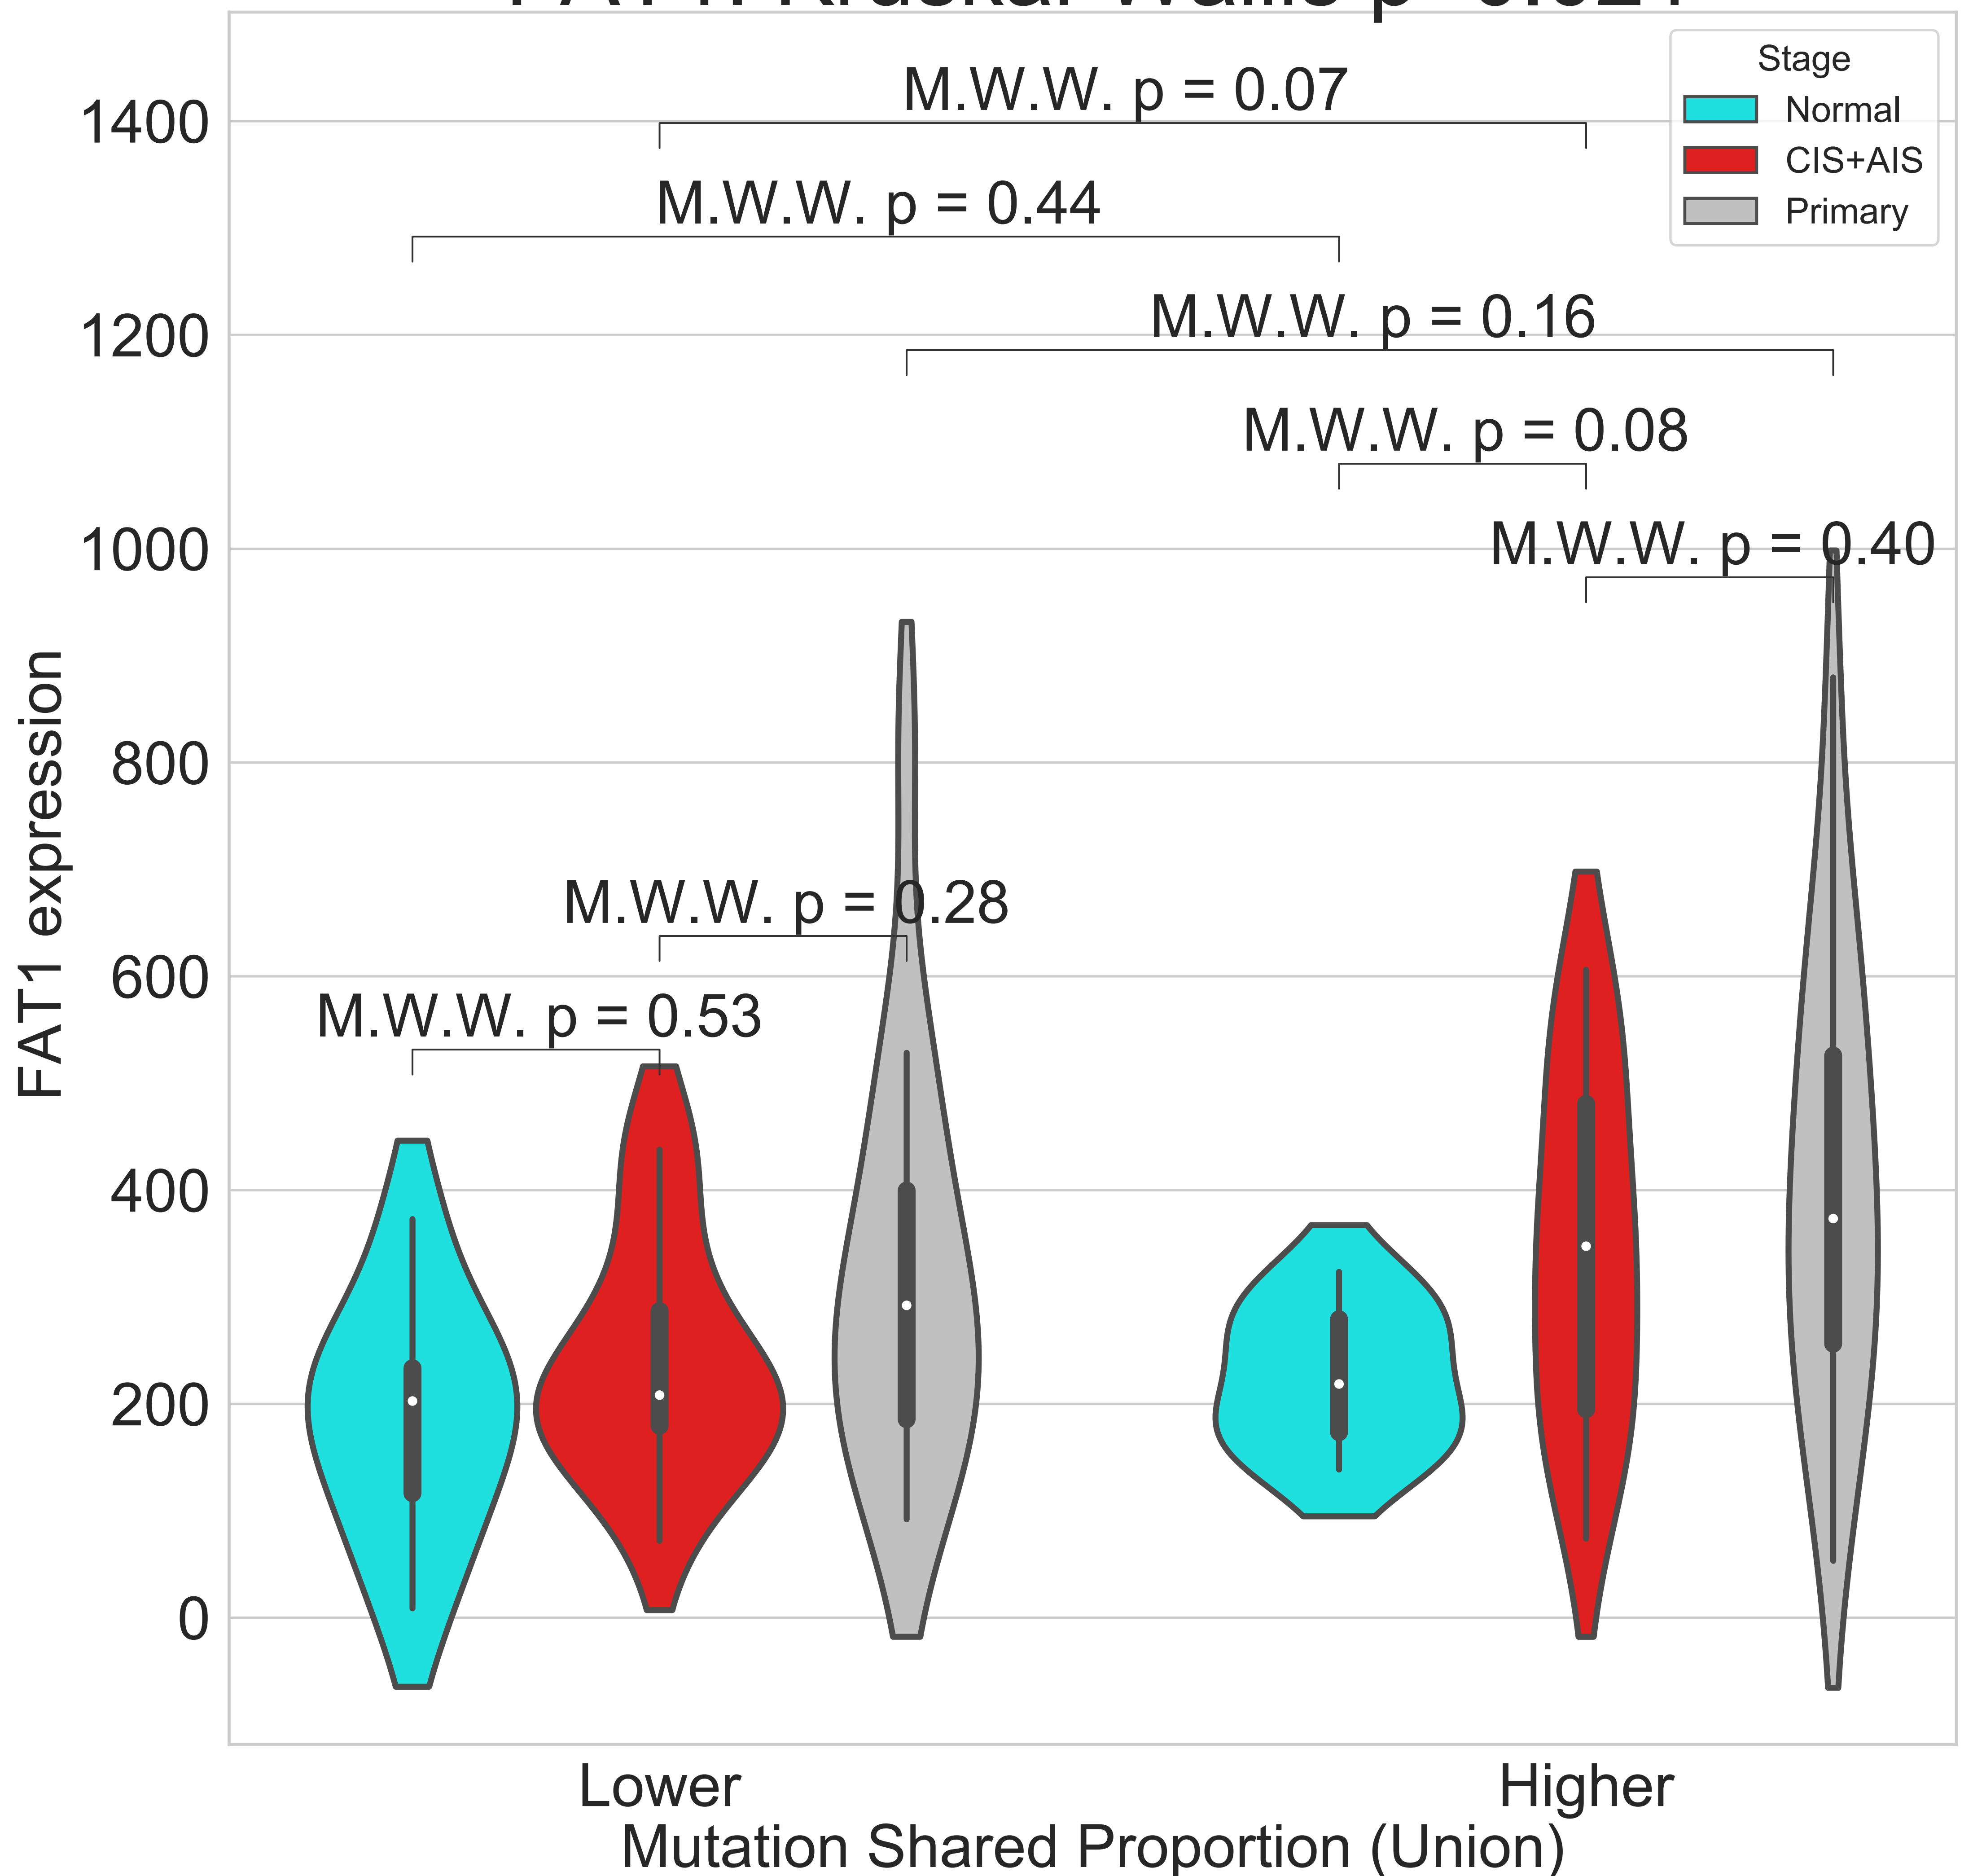 Stage
Normal
CIS+AIS
Primary
M.W.W. p = 0.07
M.W.W. p = 0.44
M.W.W. p = 0.16
M.W.W. p = 0.08
M.W.W. p = 0.40
M.W.W. p = 0.28
M.W.W. p = 0.53
1400
1200
1000
800
600
400
200
0
FAT1 expression
Lower
Higher
Mutation Shared Proportion (Union)